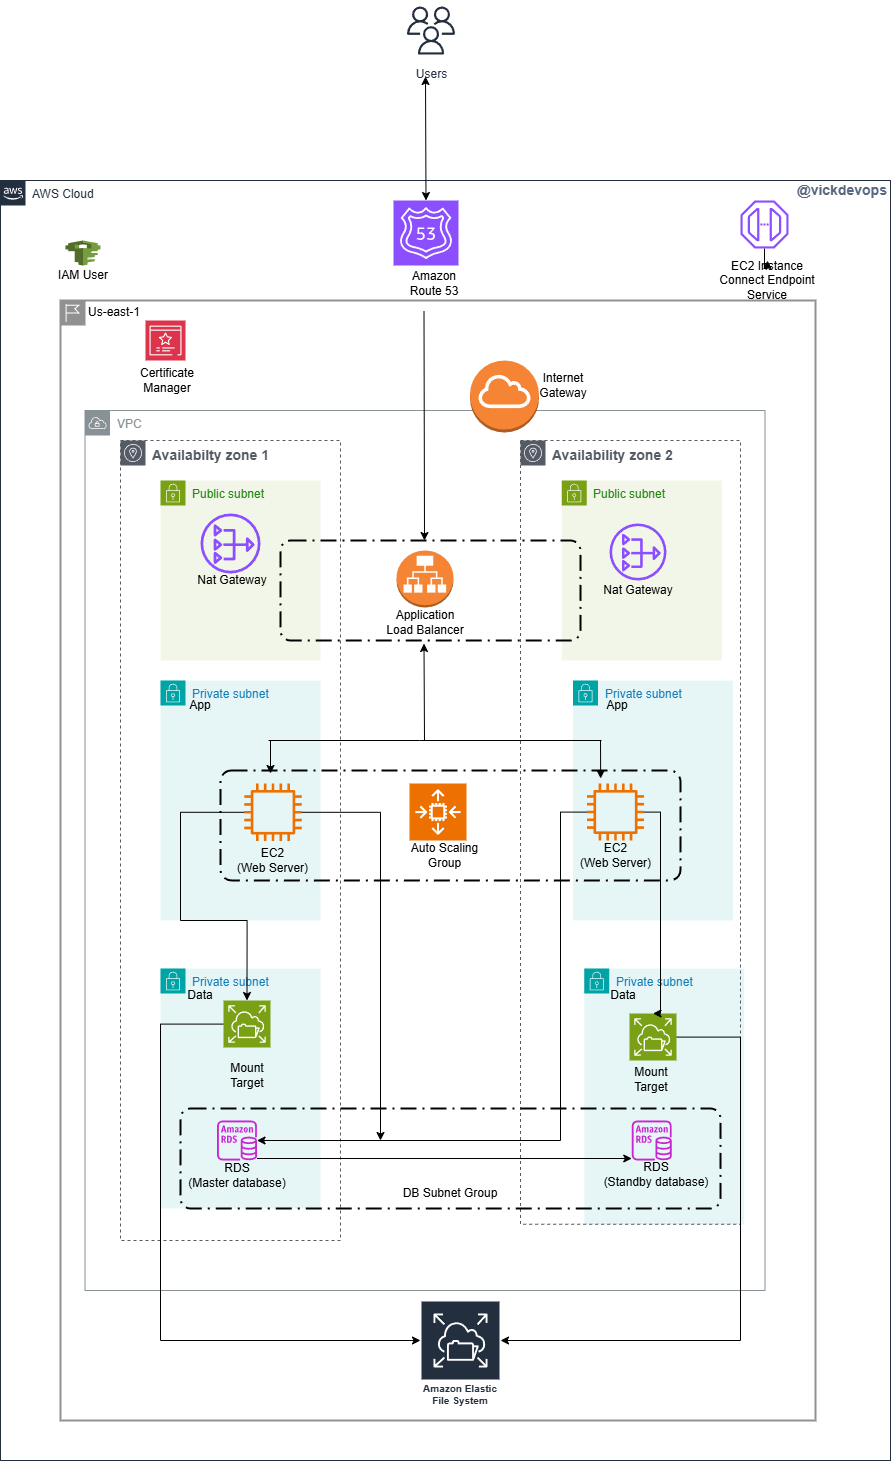 Users
aws
AWS Cloud
@vickdevops
53
Amazon
Route 53
IAM User
EC2 Instance
Connect Endpoint
Service
Us-east-1
Certificate
Manager
Internet
Gateway
VPC
Availabilty zone 1
Availability zone 2
Public subnet
Public subnet
Nat Gateway
Nat Gateway
Application
Load Balancer
Private subnet
App
Private subnet
App
EC2
(Web Server)
Auto Scaling
Group
EC2
(Web Server)
Private subnet
Data
Private subnet
Data
Mount
Target
Mount
Target
Amazon
RDS
RDS
(Master database)
Amazon
RDS
RDS
(Standby database)
DB Subnet Group
Amazon Elastic
File System